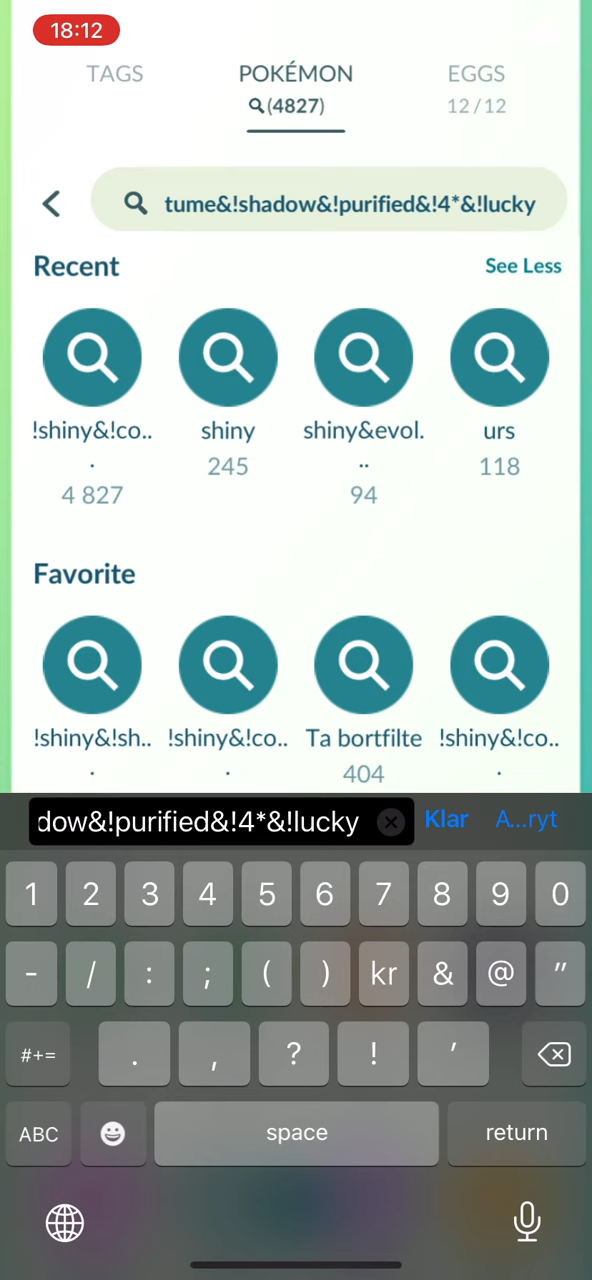 18:12
TAGS
POKÉMON
EGGS
(4827)
12/12
tume&!shadow&!purified&!4*&!lucky
Recent
See Less
!shiny&!co...
shiny
shiny&evol...
urs
4 827
245
94
118
Favorite
!shiny&!sh...
!shiny&!co...
Ta bortfilte
!shiny&!co...
404
dow&!purified&!4*&!lucky
Klar
A...ryt
1 2 3 4 5 6 7 8 9 0
- / : ; ( ) kr & @ "
#+= . , ? ! '
ABC space return